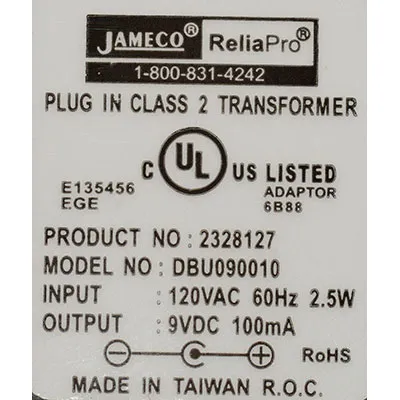 JAMECO® ReliaPro®
1-800-831-4242
PLUG IN CLASS 2 TRANSFORMER
C UL® US LISTED
E135456
EGE
ADAPTOR
6B88
PRODUCT NO : 2328127
MODEL NO : DBU090010
INPUT : 120VAC 60Hz 2.5W
OUTPUT : 9VDC 100mA
RoHS
MADE IN TAIWAN R.O.C.